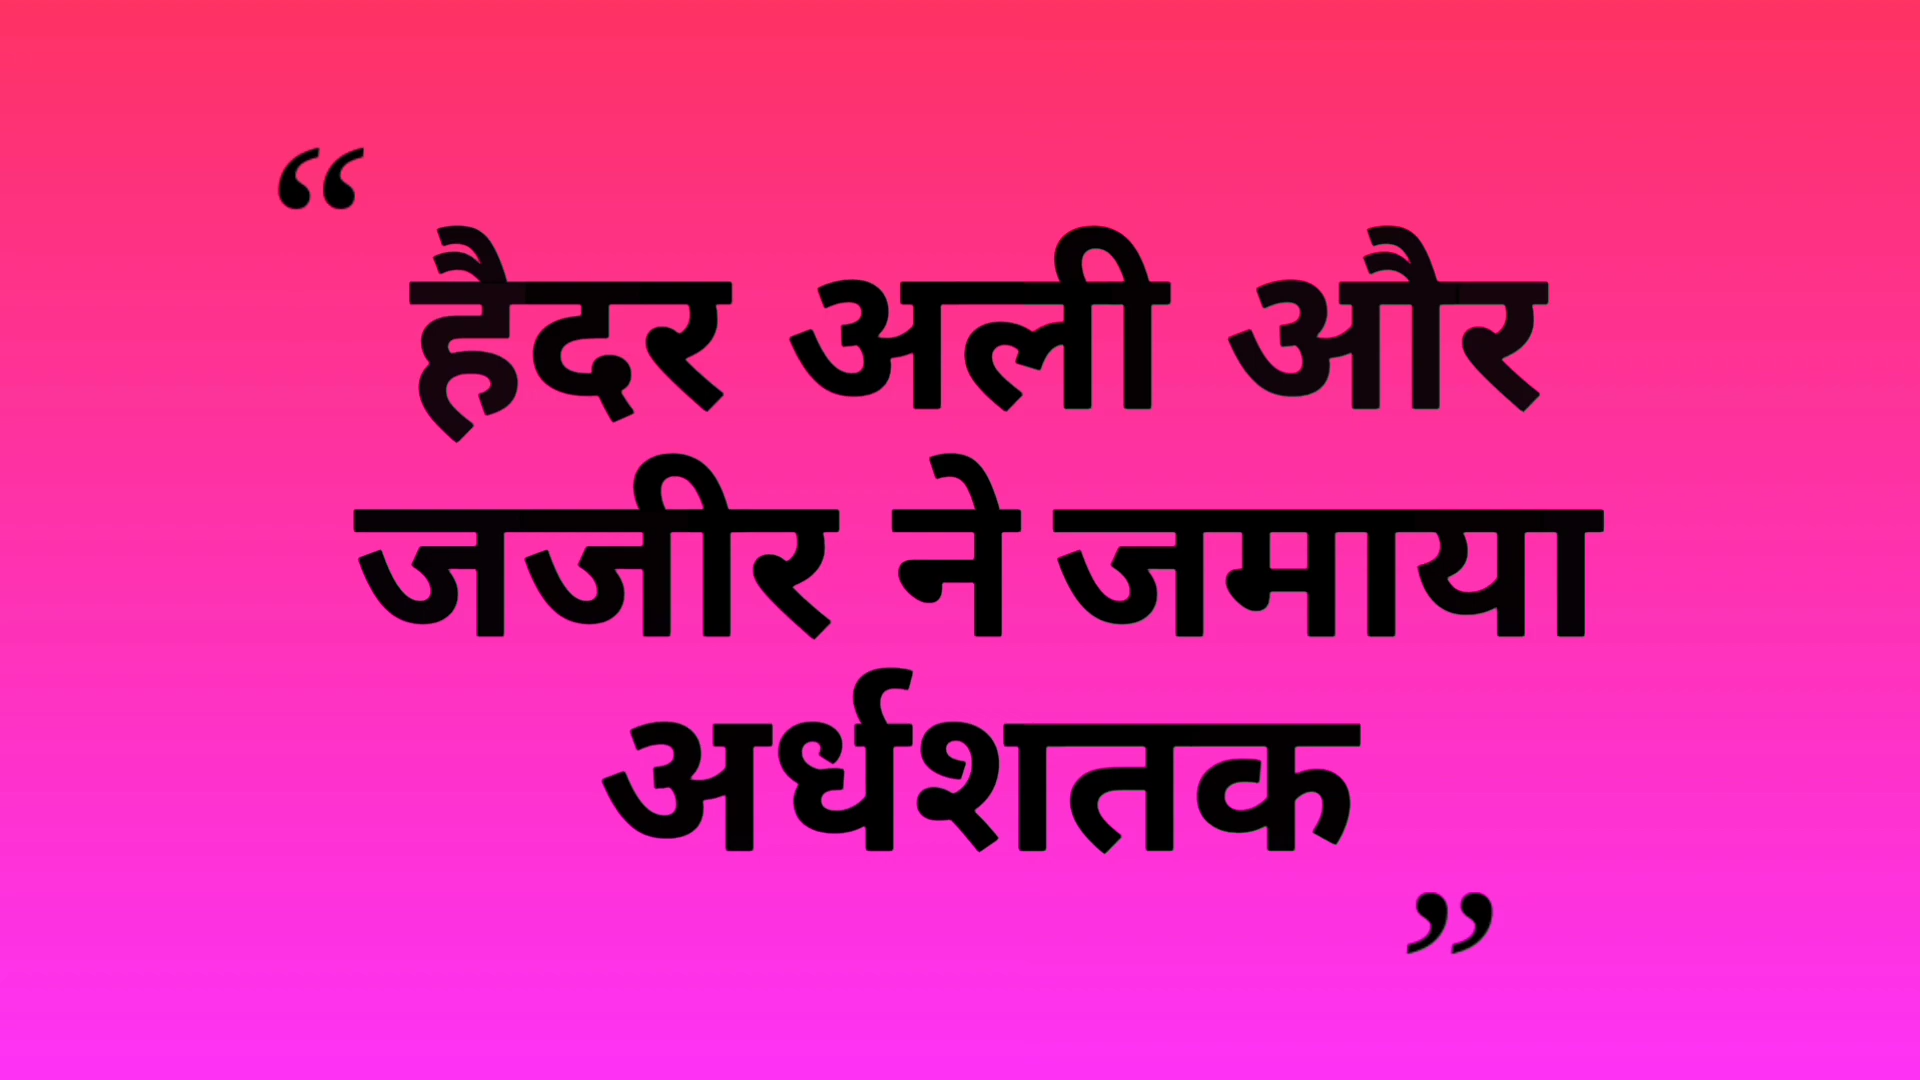 “
हैदर अली और
जजीर ने जमाया
अर्धशतक
”